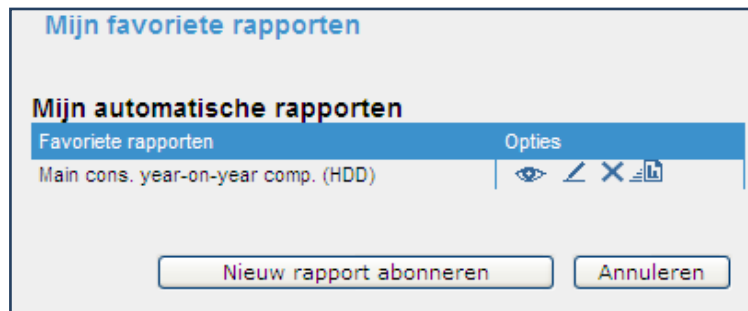 Mijn favoriete rapporten
Mijn automatische rapporten
Favoriete rapporten Opties
Main cons. year-on-year comp. (HDD)
Nieuw rapport abonneren Annuleren